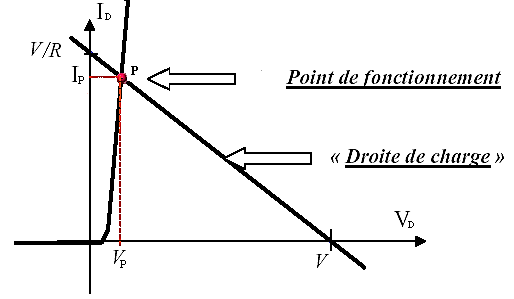 I_D
V/R
I_P
P
Point de fonctionnement
« Droite de charge »
V_D
V_P
V